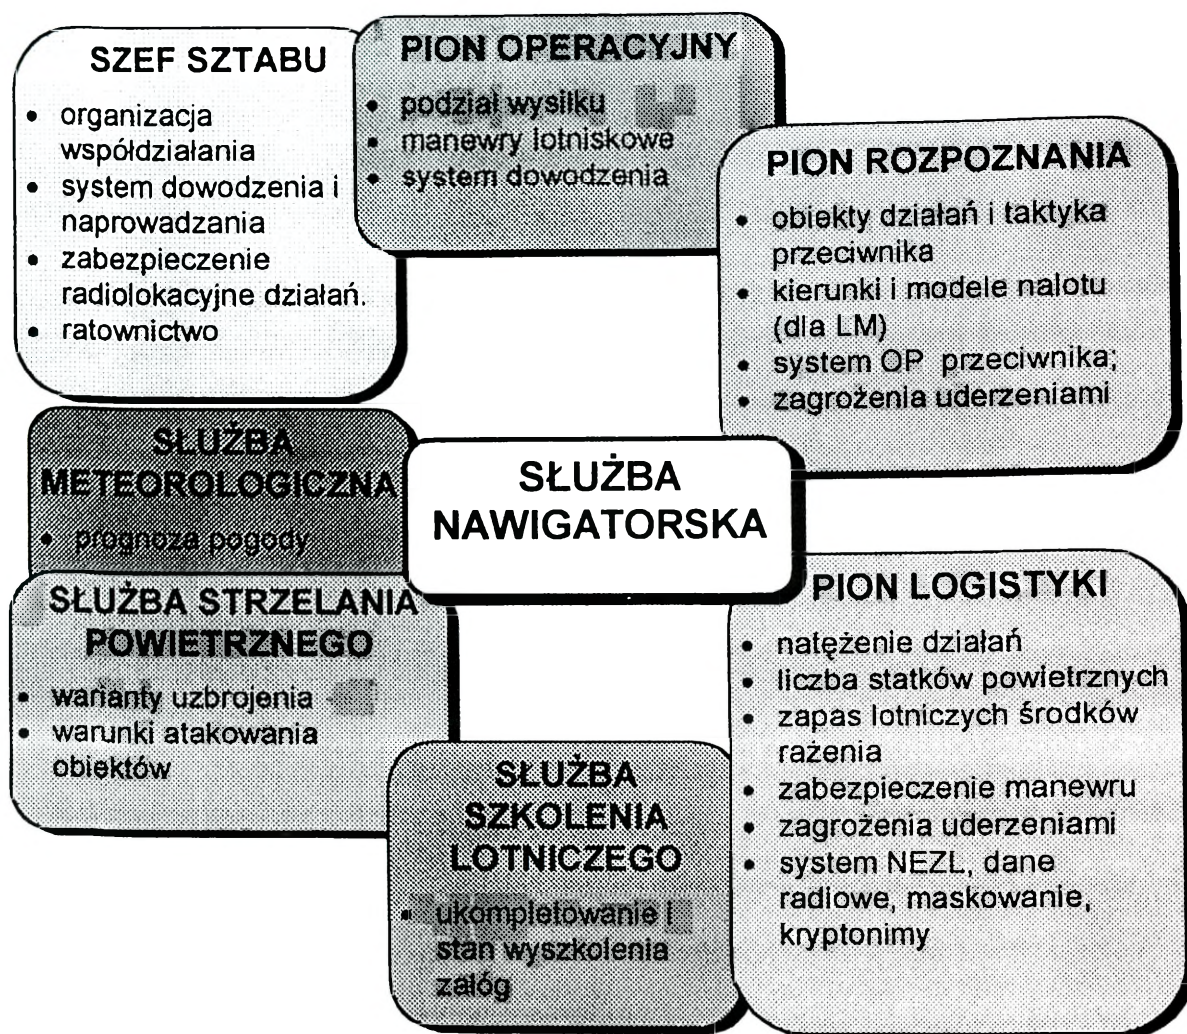 SZEF SZTABU
• organizacja
współdziałania
• system dowodzenia i
naprowadzania
• zabezpieczenie
radiolokacyjne działań.
• ratownictwo
PION OPERACYJNY
• podział wysiłku
• manewry lotniskowe
• system dowodzenia
PION ROZPOZNANIA
• obiekty działań i taktyka
przeciwnika
• kierunki i modele nalotu
(dla LM)
• system OP przeciwnika;
• zagrożenia uderzeniami
SŁUŻBA
METEOROLOGICZNA
• prognoza pogody
SŁUŻBA
NAWIGATORSKA
SŁUŻBA STRZELANIA
POWIETRZNEGO
• warianty uzbrojenia
• warunki atakowania
obiektów
SŁUŻBA
SZKOLENIA
LOTNICZEGO
• ukompletowanie i
stan wyszkolenia
załóg
PION LOGISTYKI
• natężenie działań
• liczba statków powietrznych
• zapas lotniczych środków
rażenia
• zabezpieczenie manewru
• zagrożenia uderzeniami
• system NEZL, dane
radiowe, maskowanie,
kryptonimy